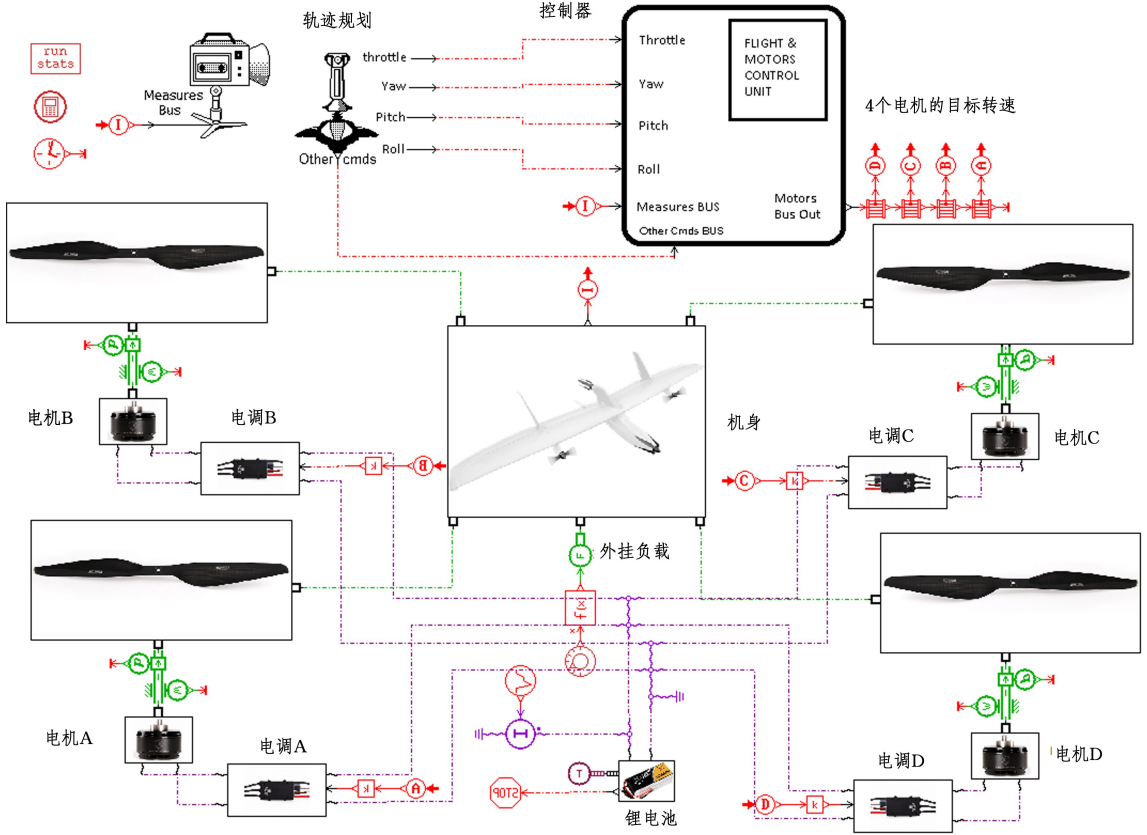 轨迹规划
控制器
run
stats
Measures
Bus
I
throttle
Yaw
Pitch
Roll
Other cmds
Throttle
Yaw
Pitch
Roll
Measures BUS
Other Cmds BUS
FLIGHT &
MOTORS
CONTROL
UNIT
Motors
Bus Out
I
4个电机的目标转速
D
C
B
A
I
P
w
P
w
电机B
电调B
k
B
机身
C
k
电调C
电机C
F
外挂负载
f(x)
x
P
w
P
w
电机A
电调A
k
A
I
T
STOP
锂电池
D
k
电调D
电机D